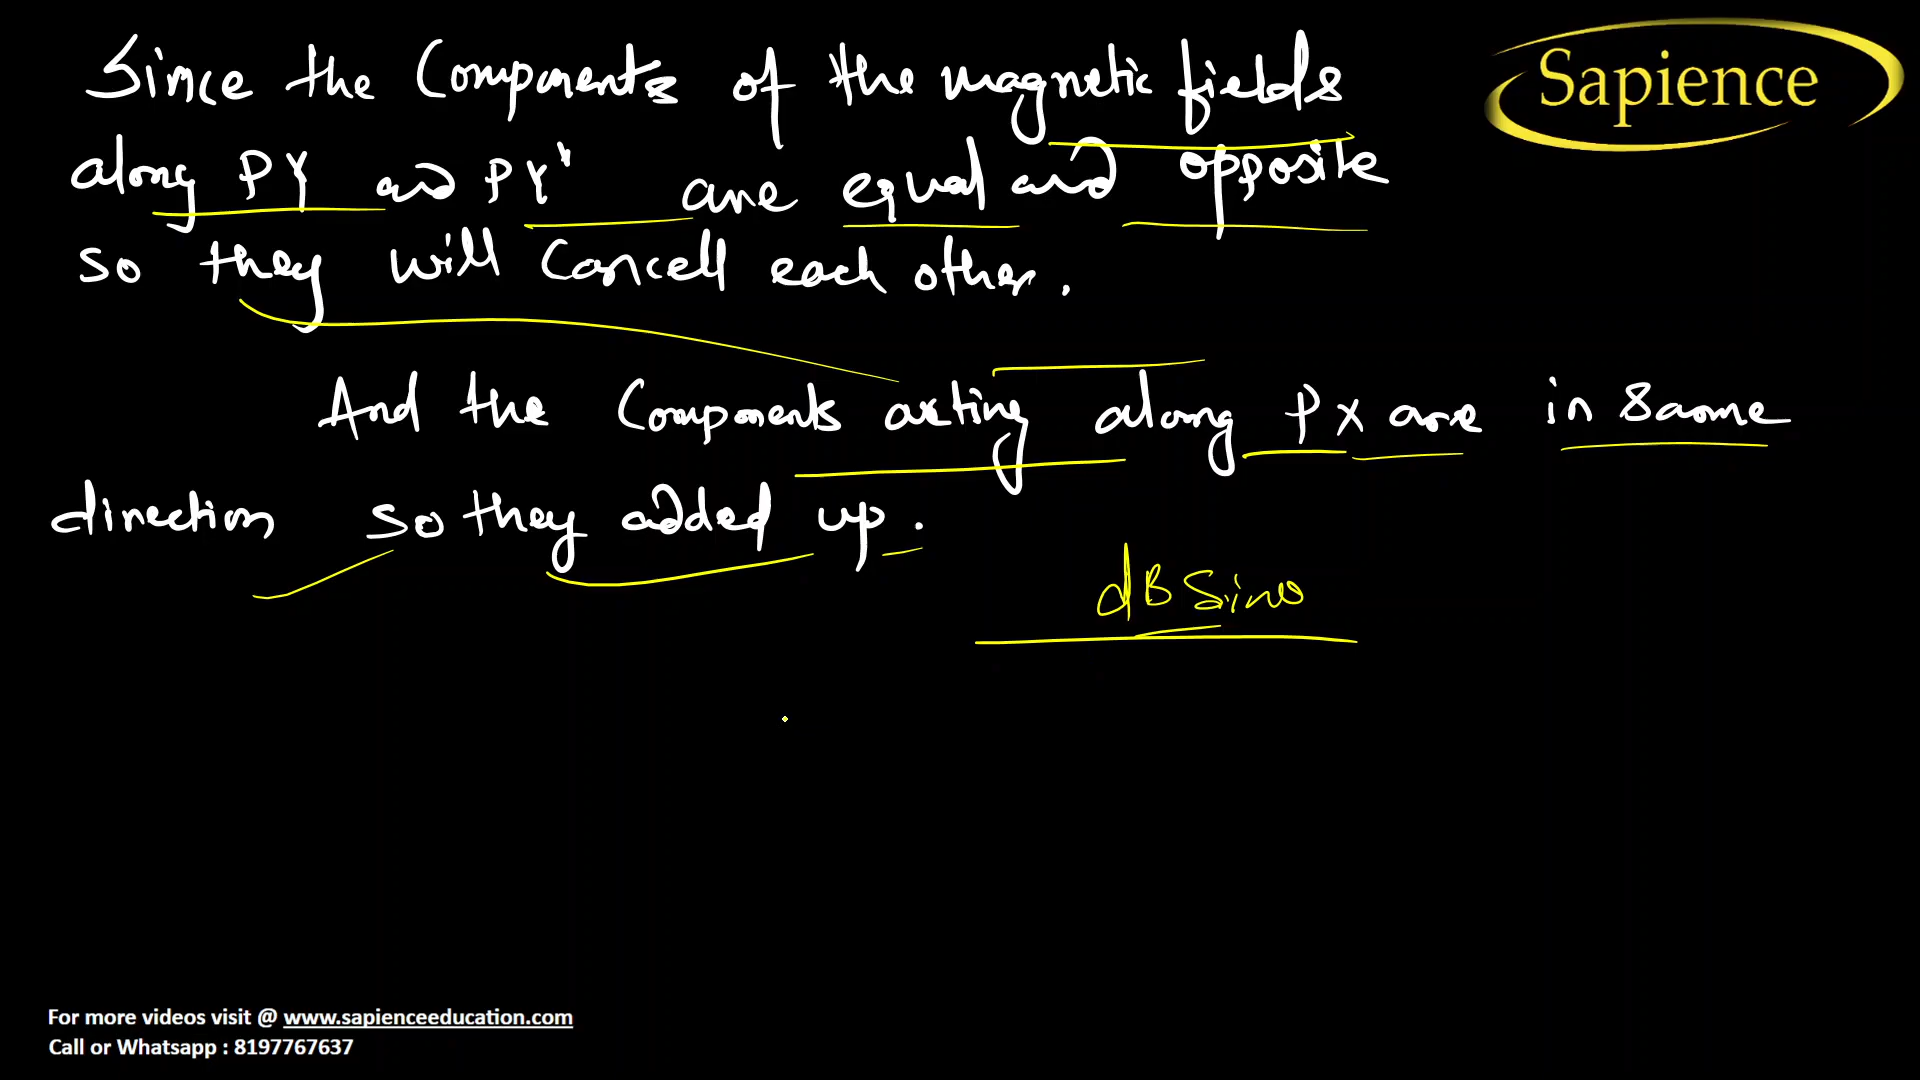 Since the Components of the magnetic fields
Sapience
along PY and PY' are equal and opposite
so they will Cancell each other.
And the Components acting along PX are in same
direction so they added up.
dB Sinθ
For more videos visit @ www.sapienceeducation.com
Call or Whatsapp : 8197767637